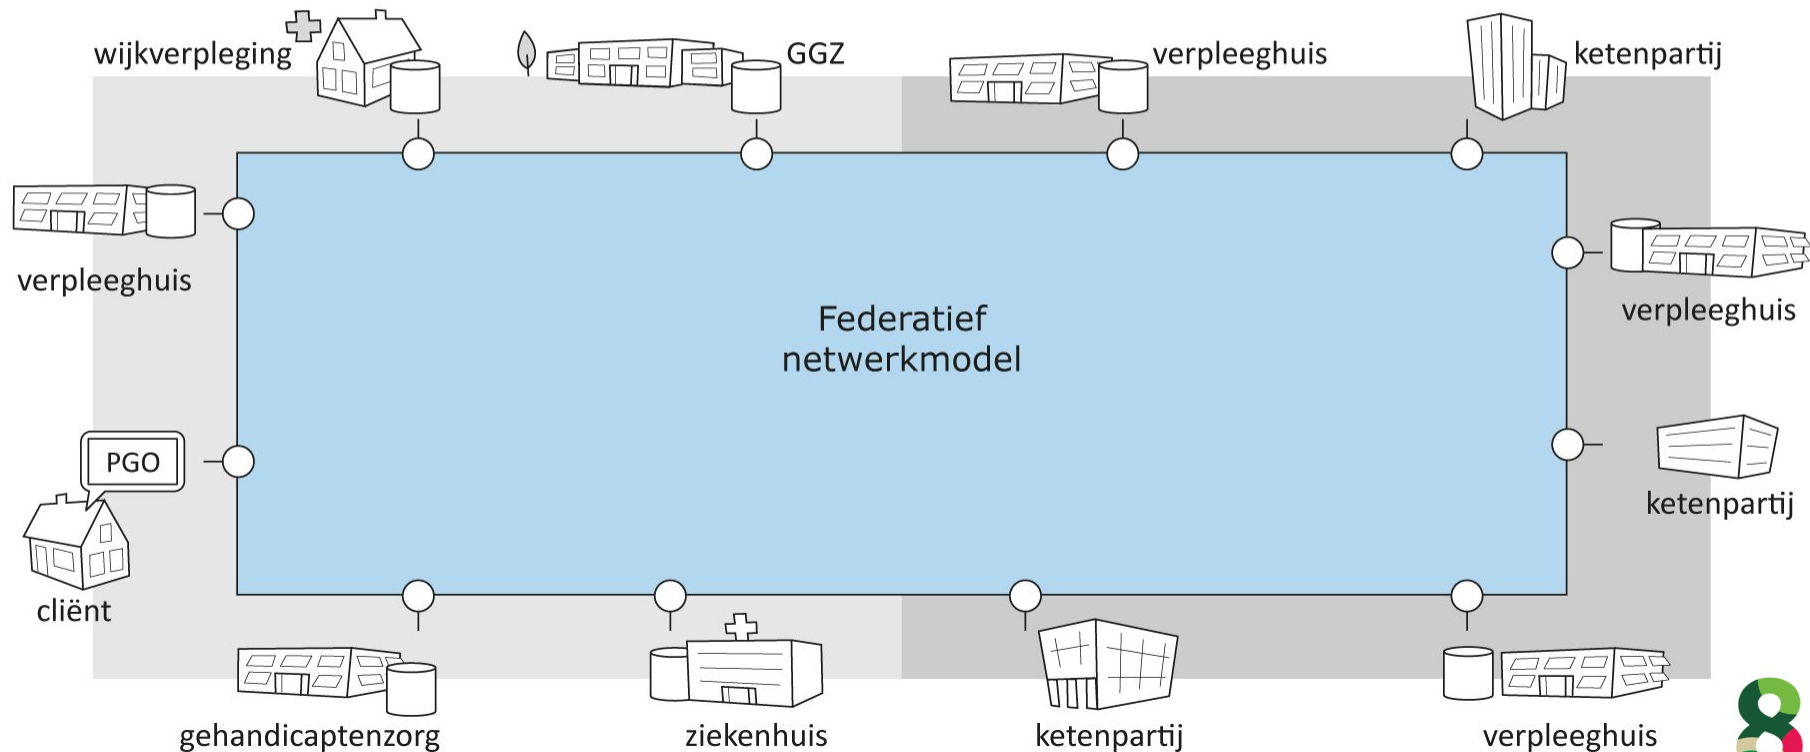 wijkverpleging
GGZ
verpleeghuis
ketenpartij
verpleeghuis
verpleeghuis
Federatief
netwerkmodel
PGO
cliënt
ketenpartij
gehandicaptenzorg
ziekenhuis
ketenpartij
verpleeghuis